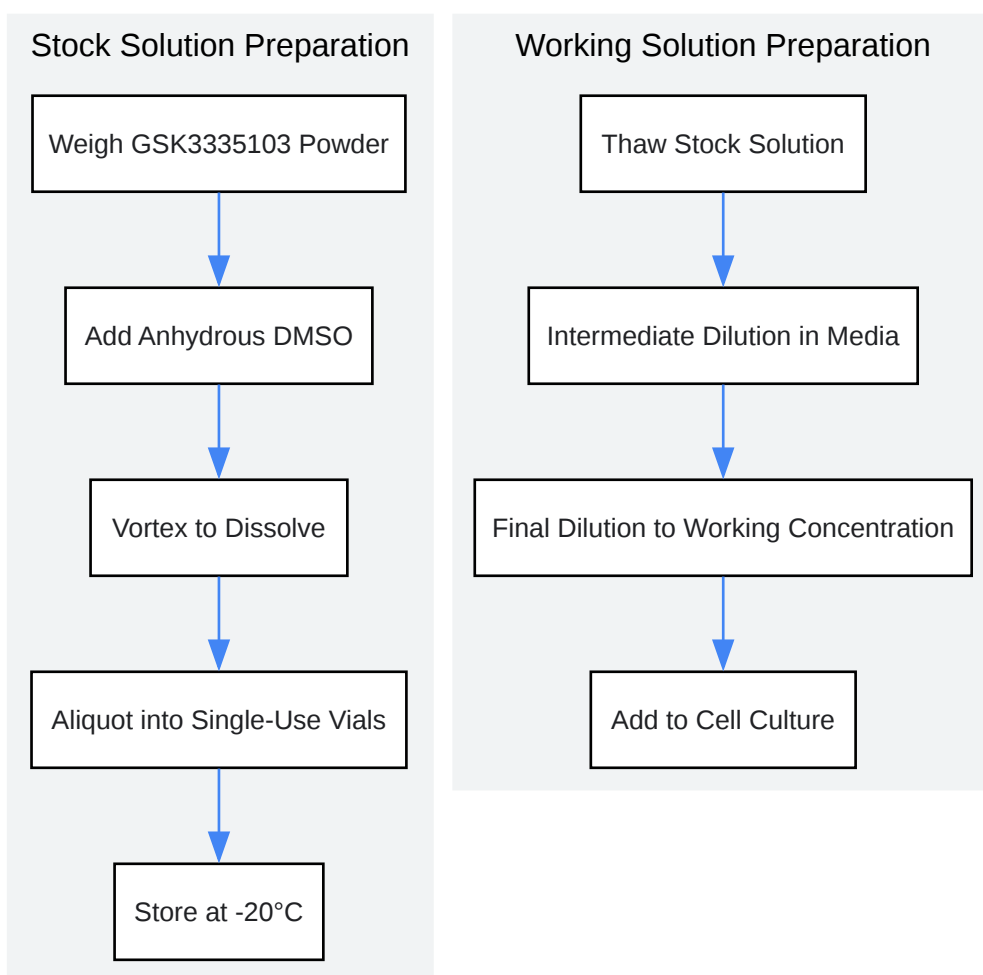 Stock Solution Preparation
Weigh GSK3335103 Powder
Add Anhydrous DMSO
Vortex to Dissolve
Aliquot into Single-Use Vials
Store at -20°C
Working Solution Preparation
Thaw Stock Solution
Intermediate Dilution in Media
Final Dilution to Working Concentration
Add to Cell Culture